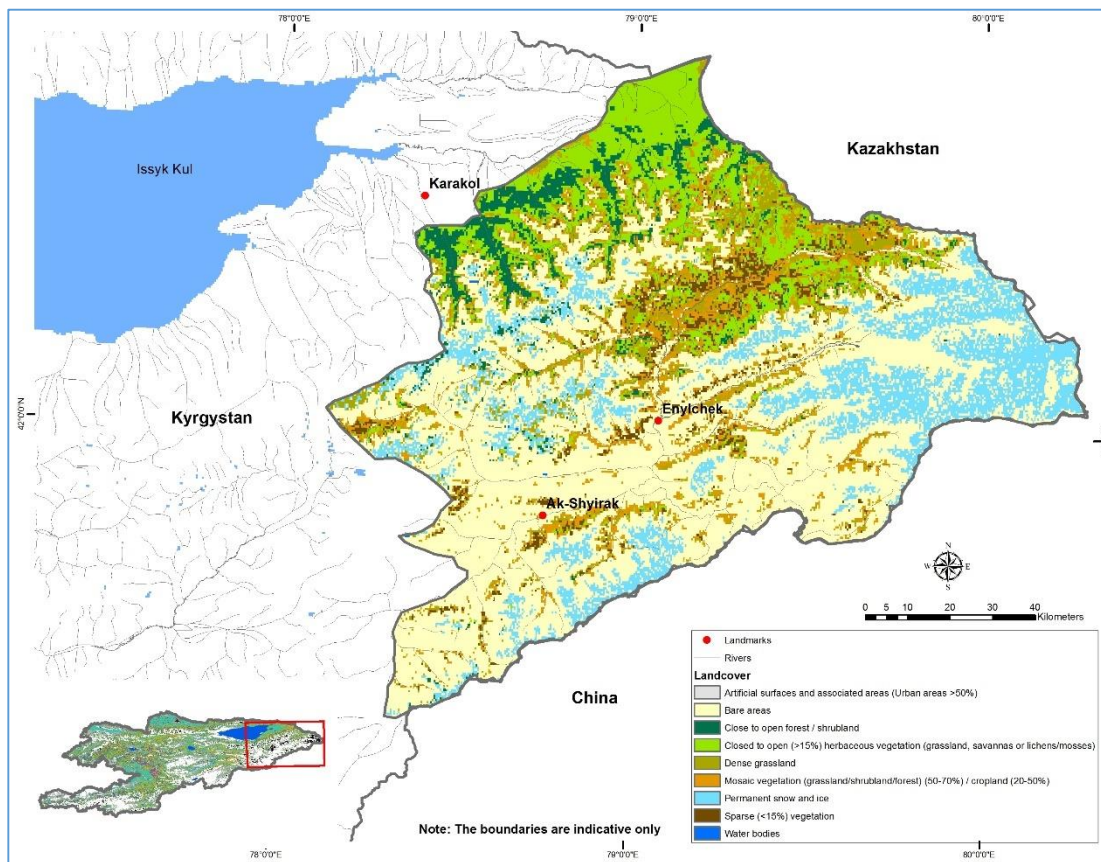 78°0'0"E
79°0'0"E
80°0'0"E
Issyk Kul
Kazakhstan
Karakol
42°0'0"N
Kyrgystan
Enylchek
Ak-Shyirak
N
W E
S
0 5 10 20 30 40
Kilometers
China
Landmarks
Rivers
Landcover
Artificial surfaces and associated areas (Urban areas >50%)
Bare areas
Close to open forest / shrubland
Closed to open (>15%) herbaceous vegetation (grassland, savannas or lichens/mosses)
Dense grassland
Mosaic vegetation (grassland/shrubland/forest) (50-70%) / cropland (20-50%)
Permanent snow and ice
Sparse (<15%) vegetation
Water bodies
Note: The boundaries are indicative only
78°0'0"E
79°0'0"E
80°0'0"E